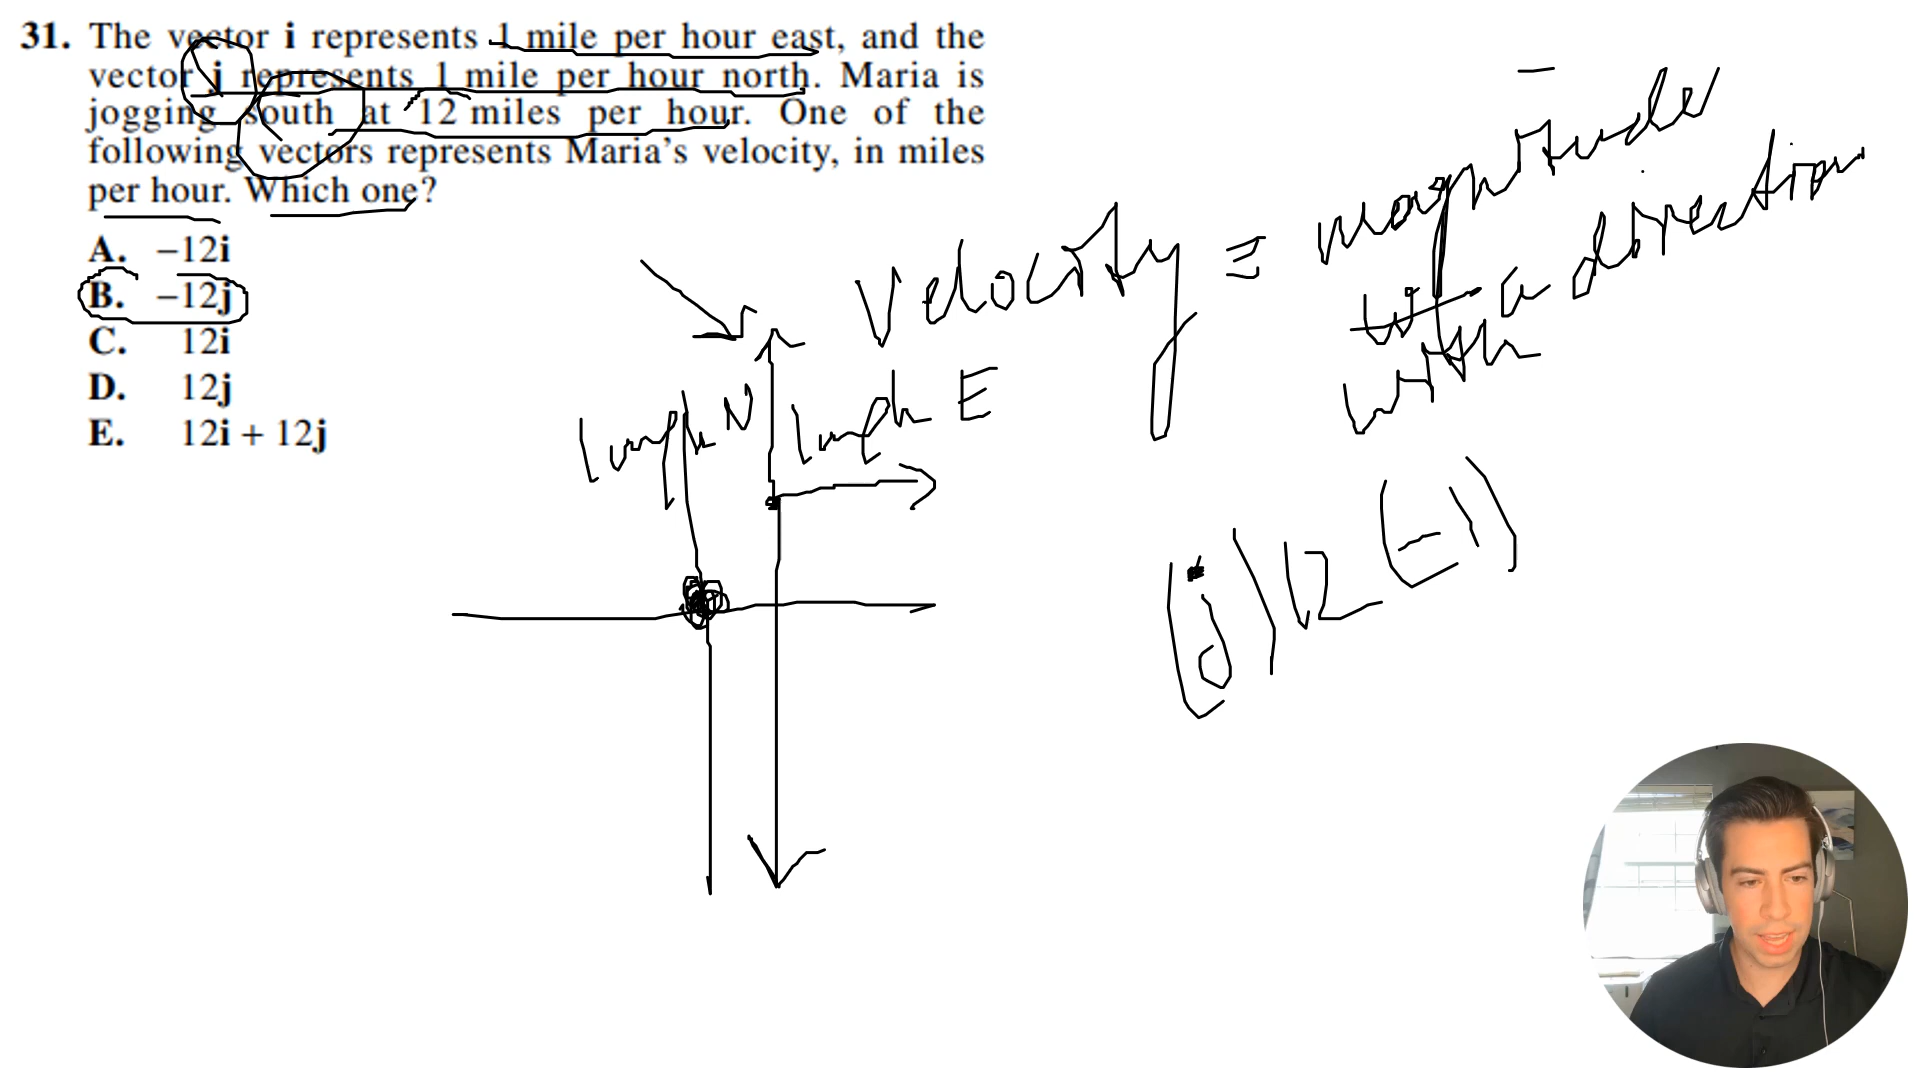 31. The vector i represents 1 mile per hour east, and the
vector j represents 1 mile per hour north. Maria is
jogging south at 12 miles per hour. One of the
following vectors represents Maria's velocity, in miles
per hour. Which one?
A. −12i
B. −12j
C. 12i
D. 12j
E. 12i + 12j
Velocity = magnitude
with a direction
1mph N
1mph E
(j)12(−1)